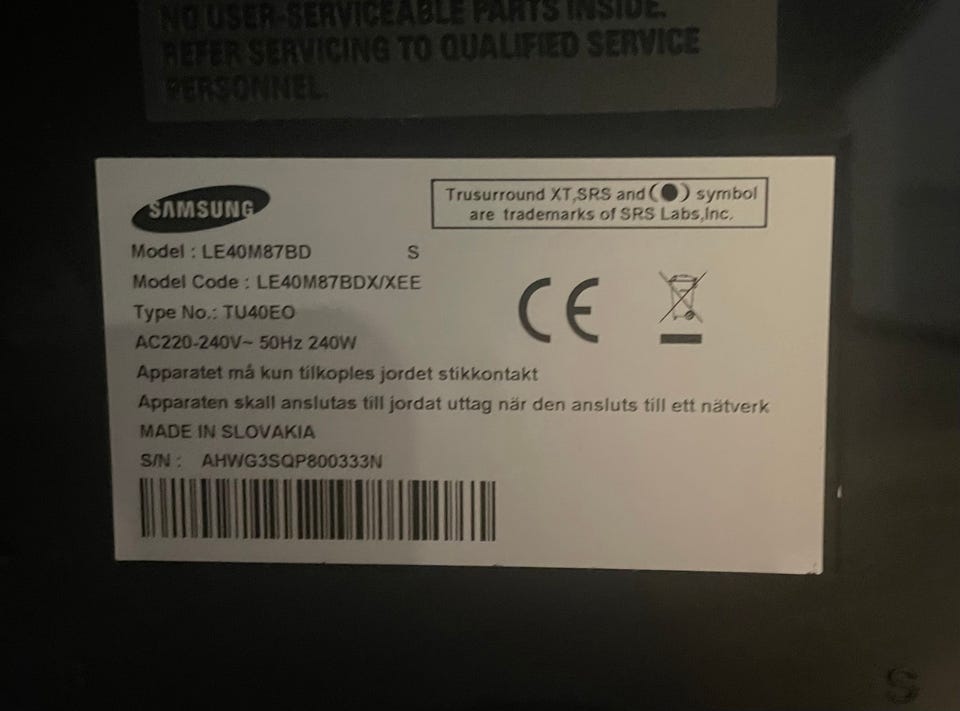 NO USER-SERVICEABLE PARTS INSIDE.
REFER SERVICING TO QUALIFIED SERVICE
PERSONNEL.
SAMSUNG
Trusurround XT,SRS and (●) symbol
are trademarks of SRS Labs,Inc.
Model : LE40M87BD S
Model Code : LE40M87BDX/XEE
Type No.: TU40EO
AC220-240V~ 50Hz 240W
Apparatet må kun tilkoples jordet stikkontakt
Apparaten skall anslutas till jordat uttag när den ansluts till ett nätverk
MADE IN SLOVAKIA
S/N : AHWG3SQP800333N
CE
S